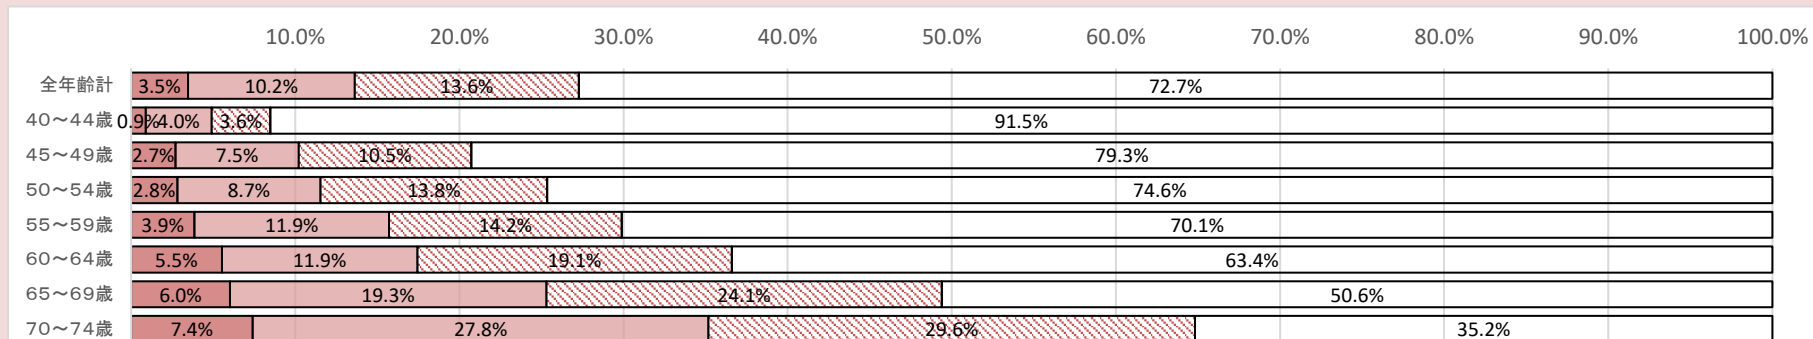 10.0% 20.0% 30.0% 40.0% 50.0% 60.0% 70.0% 80.0% 90.0% 100.0%
全年齢計 3.5% 10.2% 13.6% 72.7%
40～44歳 0.9% 4.0% 3.6% 91.5%
45～49歳 2.7% 7.5% 10.5% 79.3%
50～54歳 2.8% 8.7% 13.8% 74.6%
55～59歳 3.9% 11.9% 14.2% 70.1%
60～64歳 5.5% 11.9% 19.1% 63.4%
65～69歳 6.0% 19.3% 24.1% 50.6%
70～74歳 7.4% 27.8% 29.6% 35.2%